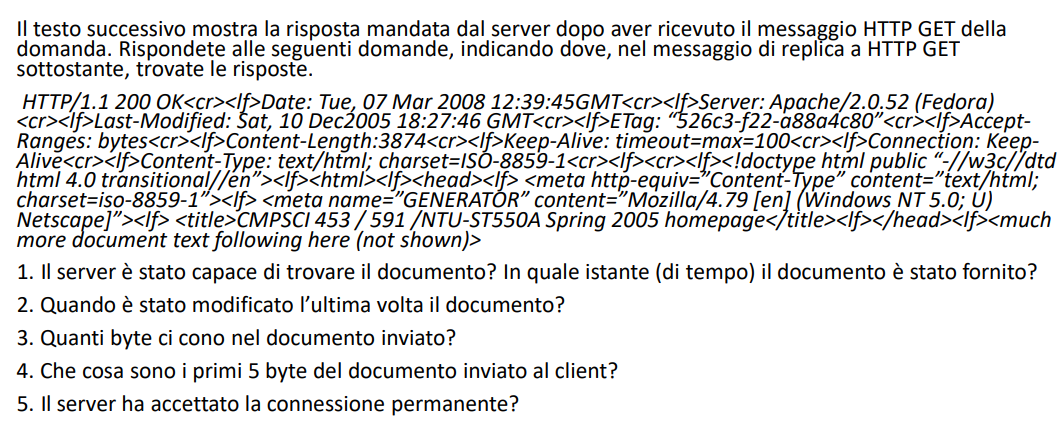 Il testo successivo mostra la risposta mandata dal server dopo aver ricevuto il messaggio HTTP GET della
domanda. Rispondete alle seguenti domande, indicando dove, nel messaggio di replica a HTTP GET
sottostante, trovate le risposte.
HTTP/1.1 200 OK<cr><lf>Date: Tue, 07 Mar 2008 12:39:45GMT<cr><lf>Server: Apache/2.0.52 (Fedora)
<cr><lf>Last-Modified: Sat, 10 Dec2005 18:27:46 GMT<cr><lf>ETag: “526c3-f22-a88a4c80”<cr><lf>Accept-
Ranges: bytes<cr><lf>Content-Length:3874<cr><lf>Keep-Alive: timeout=max=100<cr><lf>Connection: Keep-
Alive<cr><lf>Content-Type: text/html; charset=ISO-8859-1<cr><lf><cr><lf><!doctype html public “-//w3c//dtd
html 4.0 transitional//en”><lf><html><lf><head><lf> <meta http-equiv=”Content-Type” content=”text/html;
charset=iso-8859-1”><lf> <meta name=”GENERATOR” content=”Mozilla/4.79 [en] (Windows NT 5.0; U)
Netscape]”><lf> <title>CMPSCI 453 / 591 /NTU-ST550A Spring 2005 homepage</title><lf></head><lf><much
more document text following here (not shown)>
1. Il server è stato capace di trovare il documento? In quale istante (di tempo) il documento è stato fornito?
2. Quando è stato modificato l’ultima volta il documento?
3. Quanti byte ci cono nel documento inviato?
4. Che cosa sono i primi 5 byte del documento inviato al client?
5. Il server ha accettato la connessione permanente?